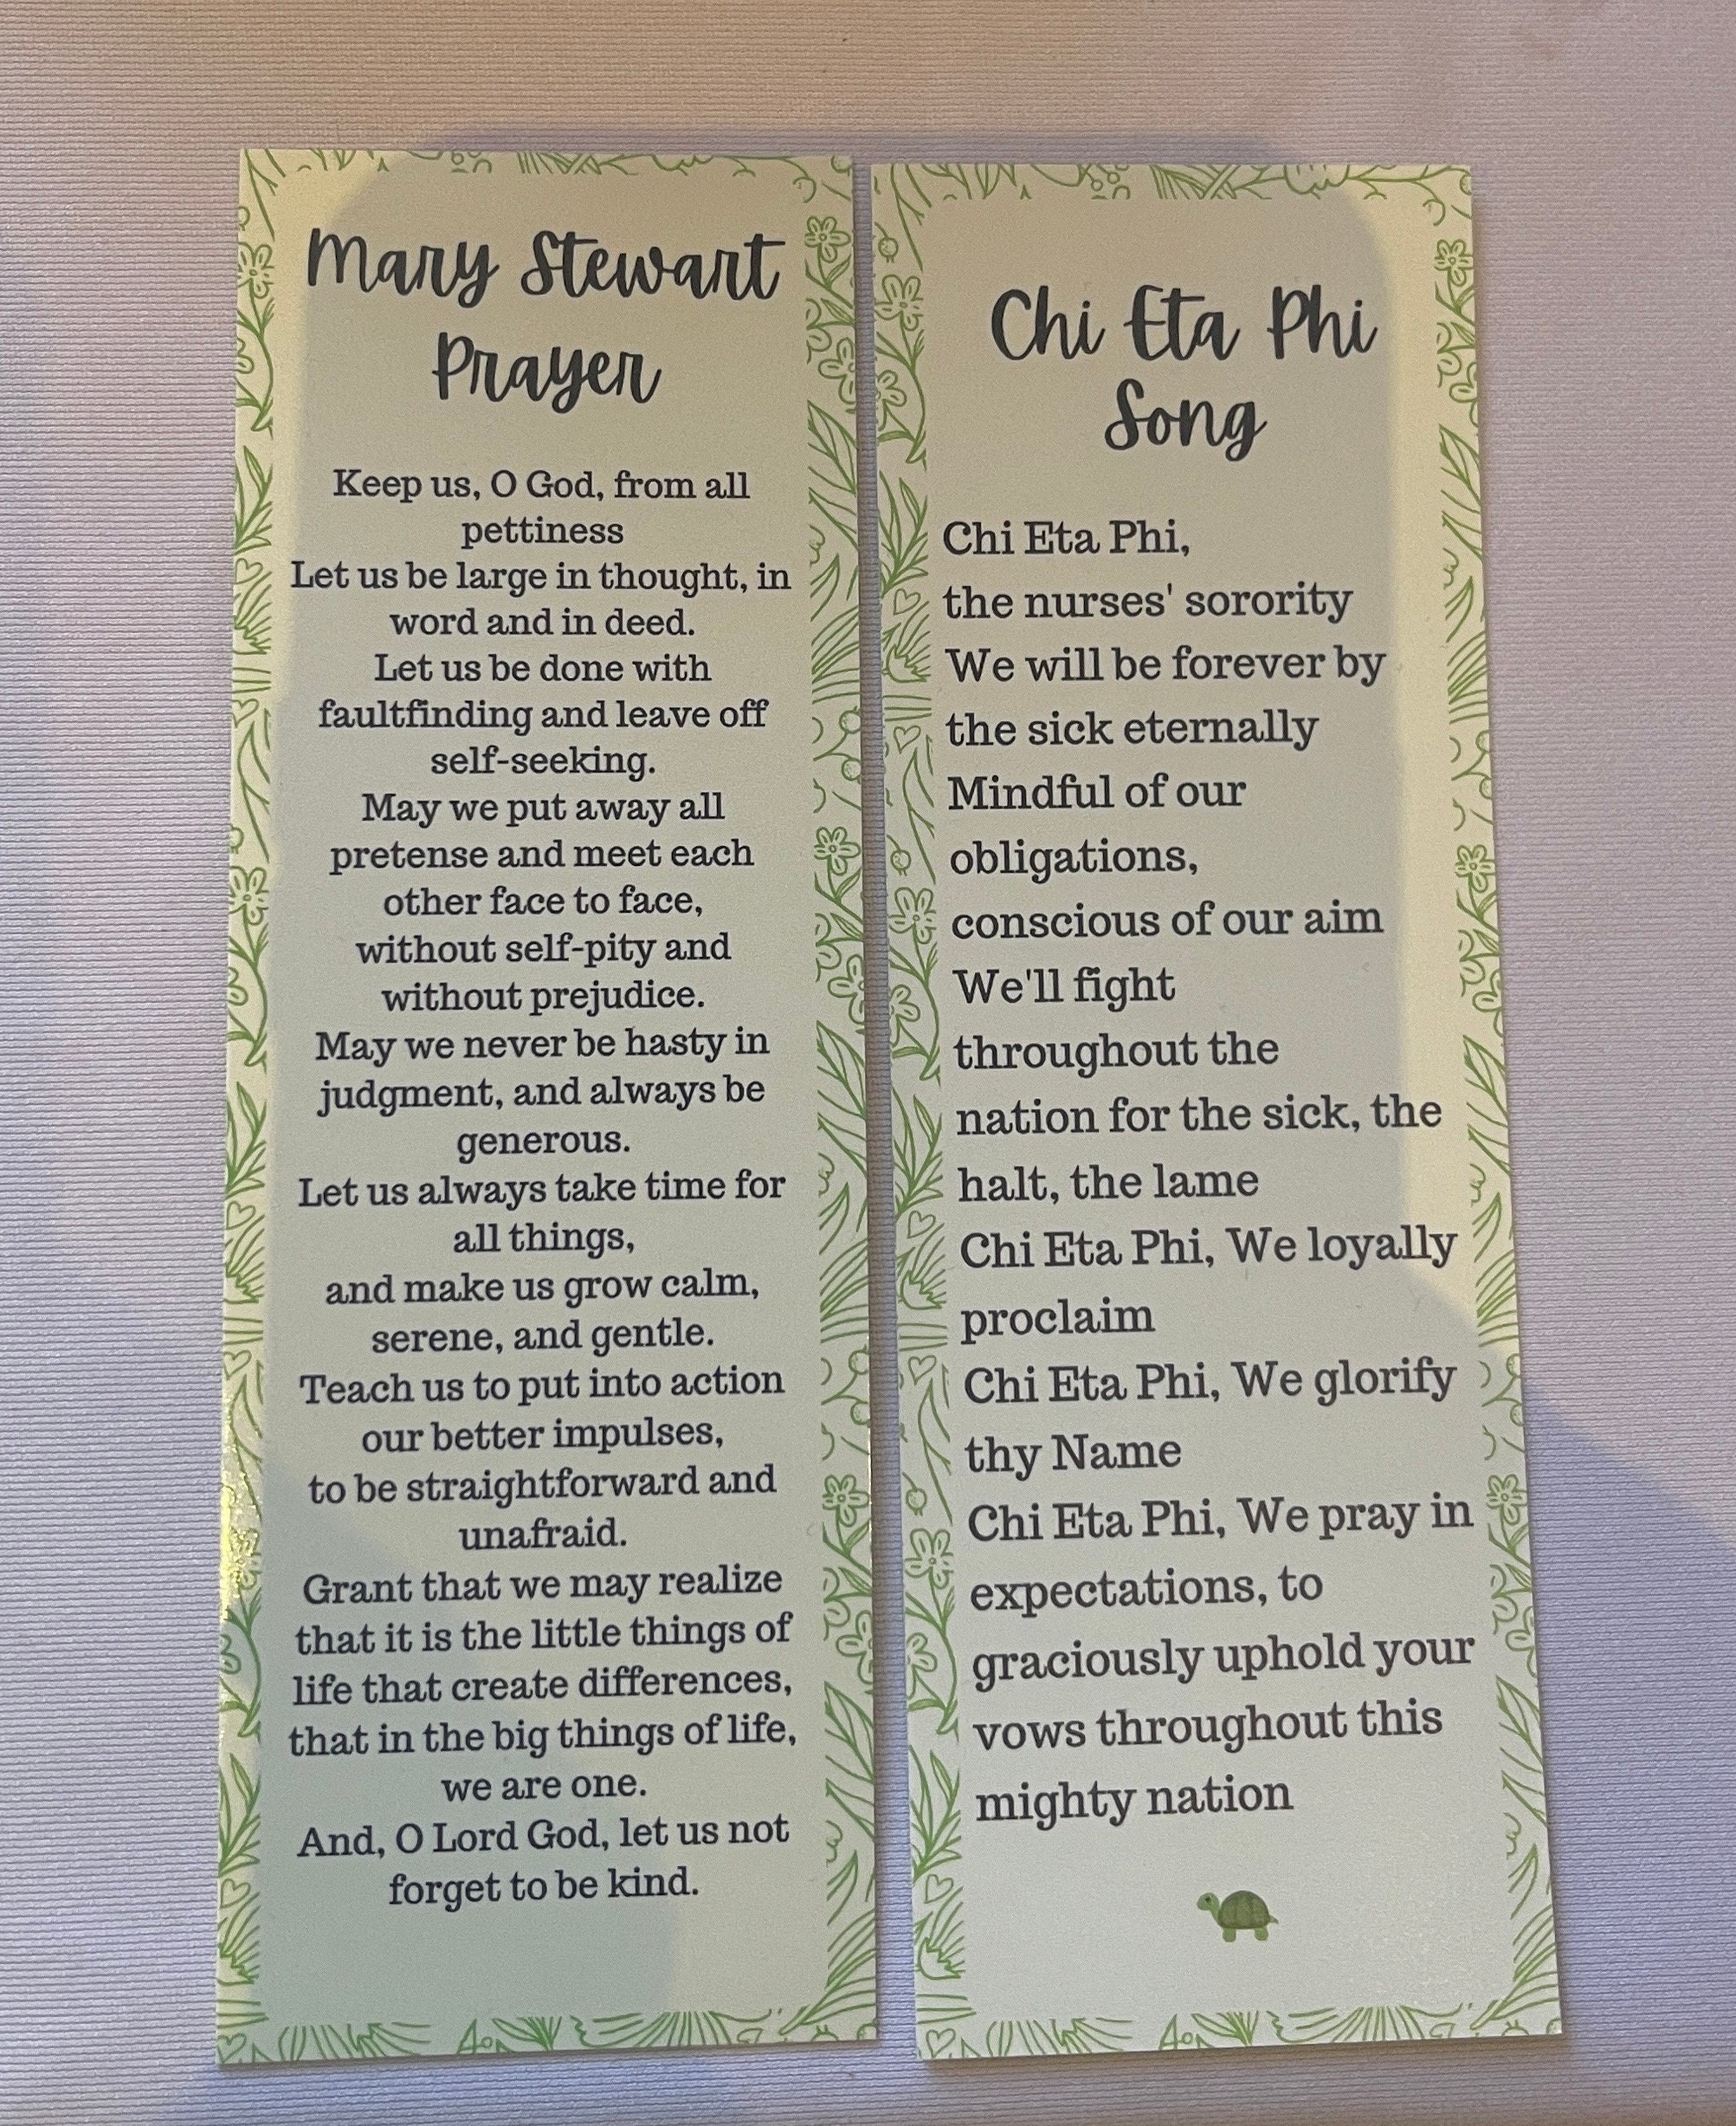 Mary Stewart
Prayer
Keep us, O God, from all
pettiness
Let us be large in thought, in
word and in deed.
Let us be done with
faultfinding and leave off
self-seeking.
May we put away all
pretense and meet each
other face to face,
without self-pity and
without prejudice.
May we never be hasty in
judgment, and always be
generous.
Let us always take time for
all things,
and make us grow calm,
serene, and gentle.
Teach us to put into action
our better impulses,
to be straightforward and
unafraid.
Grant that we may realize
that it is the little things of
life that create differences,
that in the big things of life,
we are one.
And, O Lord God, let us not
forget to be kind.
Chi Eta Phi
Song
Chi Eta Phi,
the nurses' sorority
We will be forever by
the sick eternally
Mindful of our
obligations,
conscious of our aim
We'll fight
throughout the
nation for the sick, the
halt, the lame
Chi Eta Phi, We loyally
proclaim
Chi Eta Phi, We glorify
thy Name
Chi Eta Phi, We pray in
expectations, to
graciously uphold your
vows throughout this
mighty nation